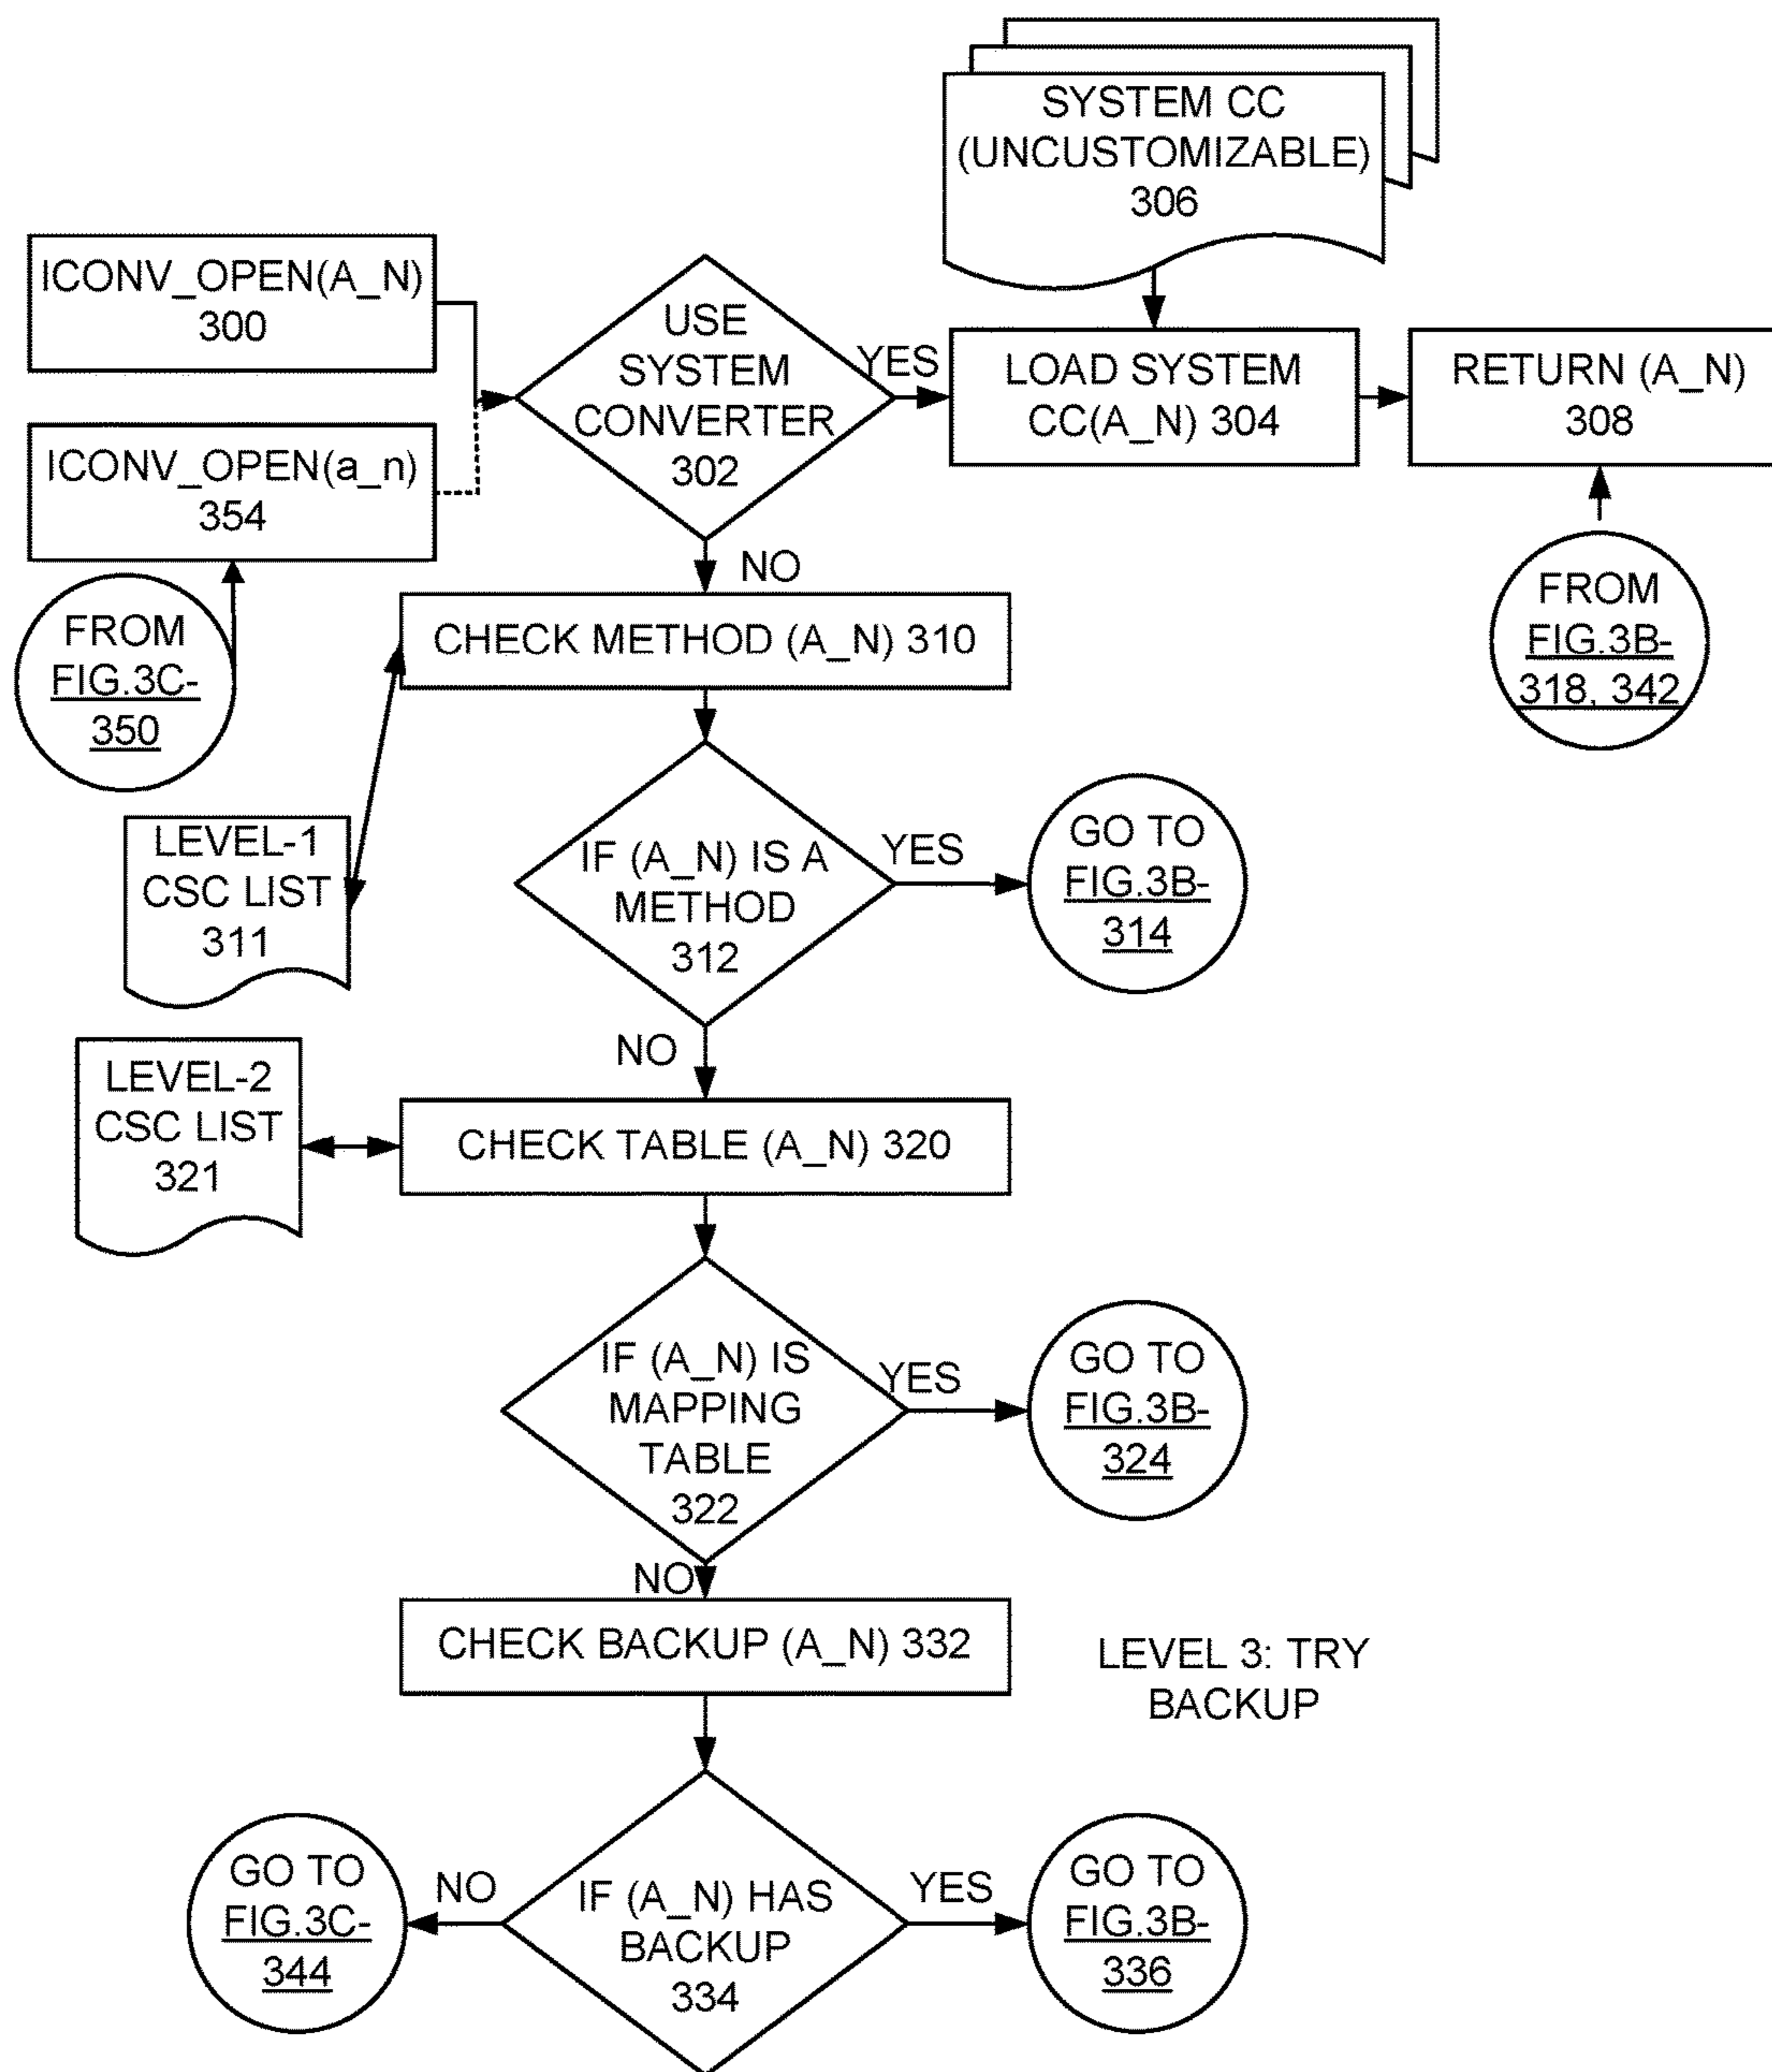 SYSTEM CC
(UNCUSTOMIZABLE)
306
ICONV_OPEN(A_N)
300
USE
SYSTEM
CONVERTER
302
YES
LOAD SYSTEM
CC(A_N) 304
RETURN (A_N)
308
ICONV_OPEN(a_n)
354
NO
FROM
FIG.3C-
350
CHECK METHOD (A_N) 310
FROM
FIG.3B-
318, 342
LEVEL-1
CSC LIST
311
IF (A_N) IS A
METHOD
312
YES
GO TO
FIG.3B-
314
NO
LEVEL-2
CSC LIST
321
CHECK TABLE (A_N) 320
IF (A_N) IS
MAPPING
TABLE
322
YES
GO TO
FIG.3B-
324
NO
CHECK BACKUP (A_N) 332
LEVEL 3: TRY
BACKUP
GO TO
FIG.3C-
344
NO
IF (A_N) HAS
BACKUP
334
YES
GO TO
FIG.3B-
336